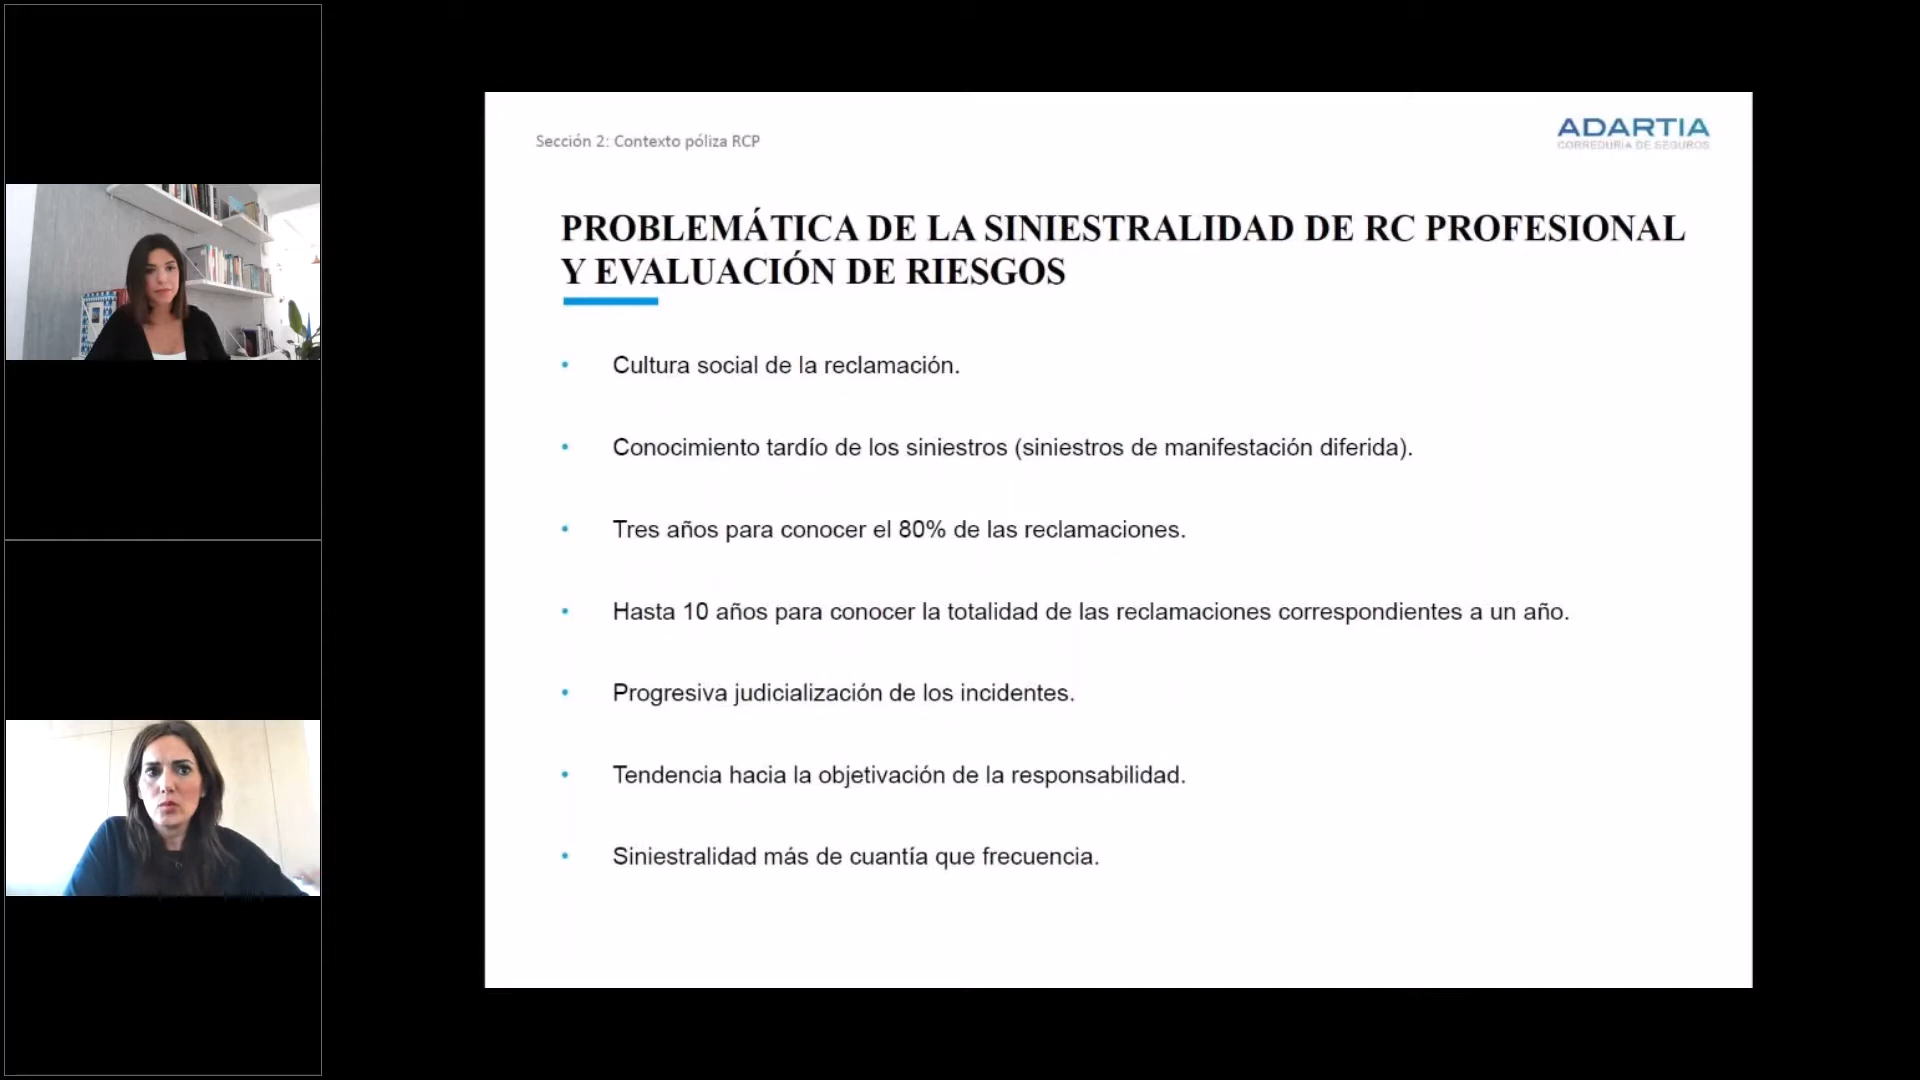 Sección 2: Contexto póliza RCP
ADARTIA
CORREDURÍA DE SEGUROS
PROBLEMÁTICA DE LA SINIESTRALIDAD DE RC PROFESIONAL
Y EVALUACIÓN DE RIESGOS
• Cultura social de la reclamación.
• Conocimiento tardío de los siniestros (siniestros de manifestación diferida).
• Tres años para conocer el 80% de las reclamaciones.
• Hasta 10 años para conocer la totalidad de las reclamaciones correspondientes a un año.
• Progresiva judicialización de los incidentes.
• Tendencia hacia la objetivación de la responsabilidad.
• Siniestralidad más de cuantía que frecuencia.